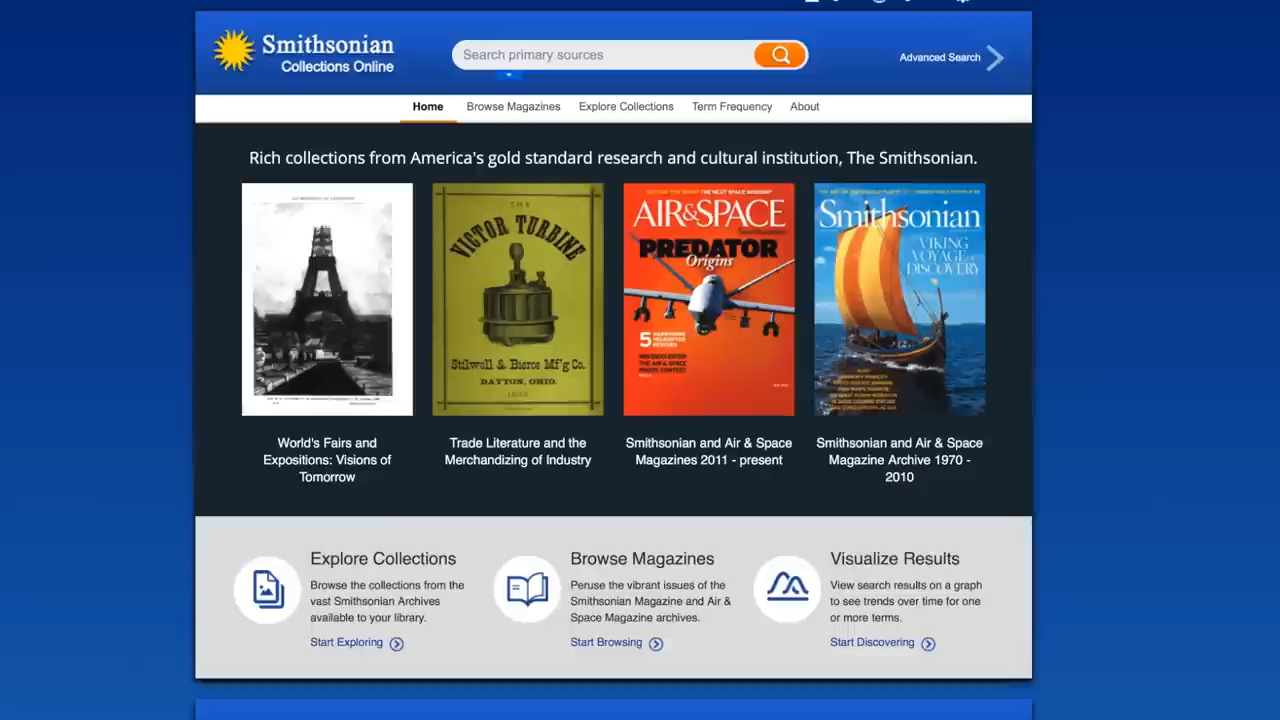 Smithsonian
Collections Online
Search primary sources
Advanced Search
Home
Browse Magazines
Explore Collections
Term Frequency
About
Rich collections from America's gold standard research and cultural institution, The Smithsonian.
THE
VICTOR TURBINE
Stilwell & Bierce Mf'g Co.
DAYTON, OHIO.
AIR&SPACE
Smithsonian
PREDATOR
Origins
5
Smithsonian
VIKING
VOYAGE of
DISCOVERY
World's Fairs and
Expositions: Visions of
Tomorrow
Trade Literature and the
Merchandizing of Industry
Smithsonian and Air & Space
Magazines 2011 - present
Smithsonian and Air & Space
Magazine Archive 1970 -
2010
Explore Collections
Browse the collections from the
vast Smithsonian Archives
available to your library.
Start Exploring
Browse Magazines
Peruse the vibrant issues of the
Smithsonian Magazine and Air &
Space Magazine archives.
Start Browsing
Visualize Results
View search results on a graph
to see trends over time for one
or more terms.
Start Discovering